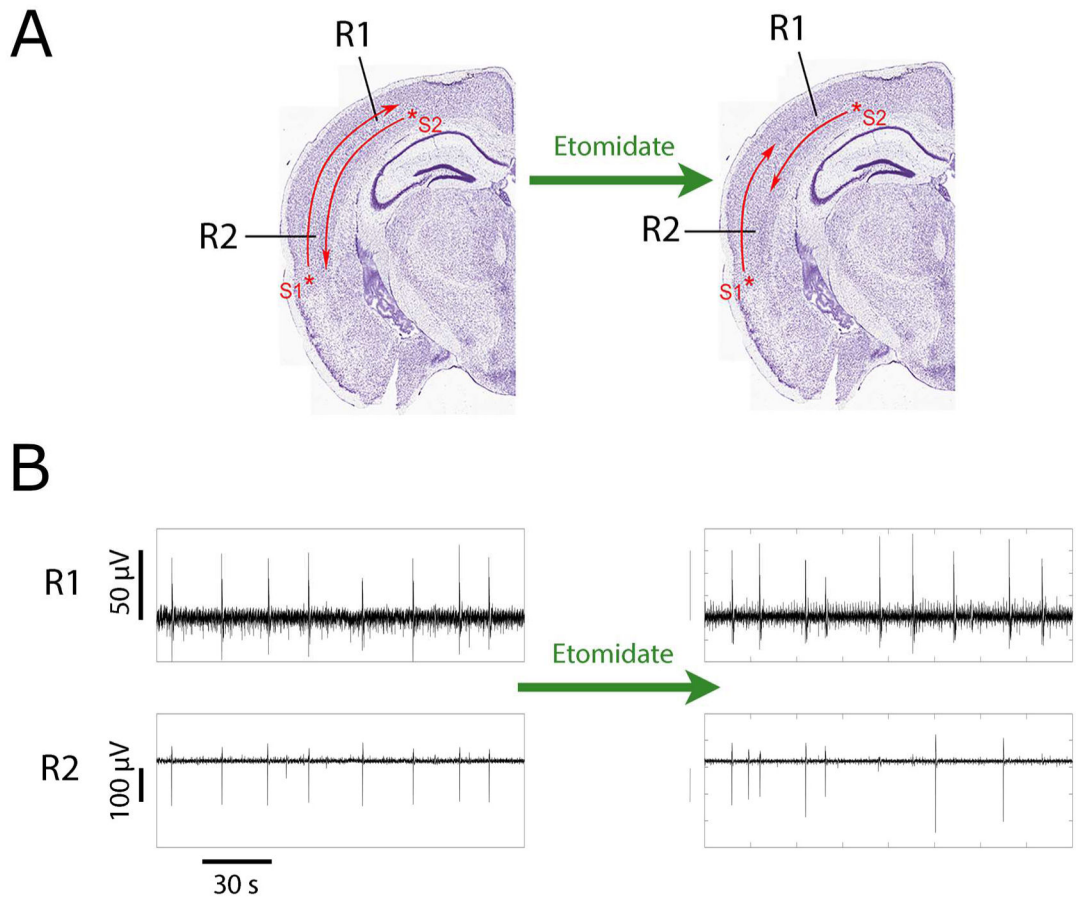 A
R1
R1
S2
S2
Etomidate
R2
R2
S1
S1
B
R1
50 µV
Etomidate
R2
100 µV
30 s